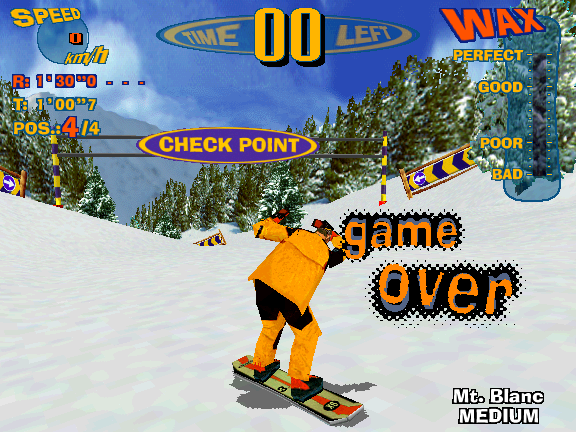 SPEED
0
km/h
TIME 00 LEFT
WAX
PERFECT
GOOD
POOR
BAD
R: 1'30"0 - - -
T: 1'00"7
POS.:4/4
CHECK POINT
game
over
Mt. Blanc
MEDIUM